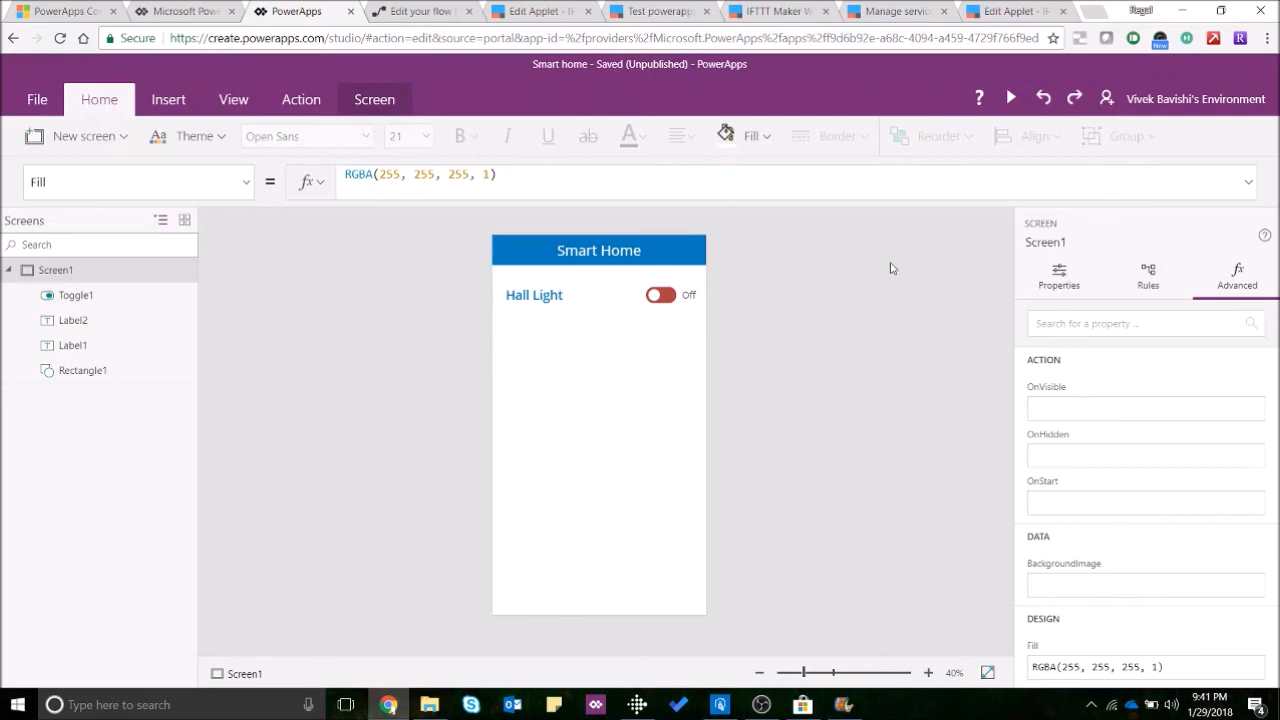 PowerApps Co
Microsoft Pow
PowerApps
Edit your flow
Edit Applet - IF
Test powerapp
IFTTT Maker W
Manage servic
Edit Applet - IF
Secure
https://create.powerapps.com/studio/#action=edit&source=portal&app-id=%2fproviders%2fMicrosoft.PowerApps%2fapps%2ff9d6b92e-a68c-4094-a459-4729f766f9ed
New
Smart home - Saved (Unpublished) - PowerApps
File Home Insert View Action Screen
? Vivek Bavishi's Environment
New screen Aa Theme Open Sans 21 B I U ab A Fill Border Reorder Align Group
Fill = fx RGBA(255, 255, 255, 1)
Screens
Search
Screen1
Toggle1
Label2
Label1
Rectangle1
Smart Home
Hall Light Off
SCREEN
Screen1
Properties Rules Advanced
Search for a property ...
ACTION
OnVisible
OnHidden
OnStart
DATA
BackgroundImage
DESIGN
Fill
RGBA(255, 255, 255, 1)
Screen1
40%
Type here to search
9:41 PM
1/29/2018
4